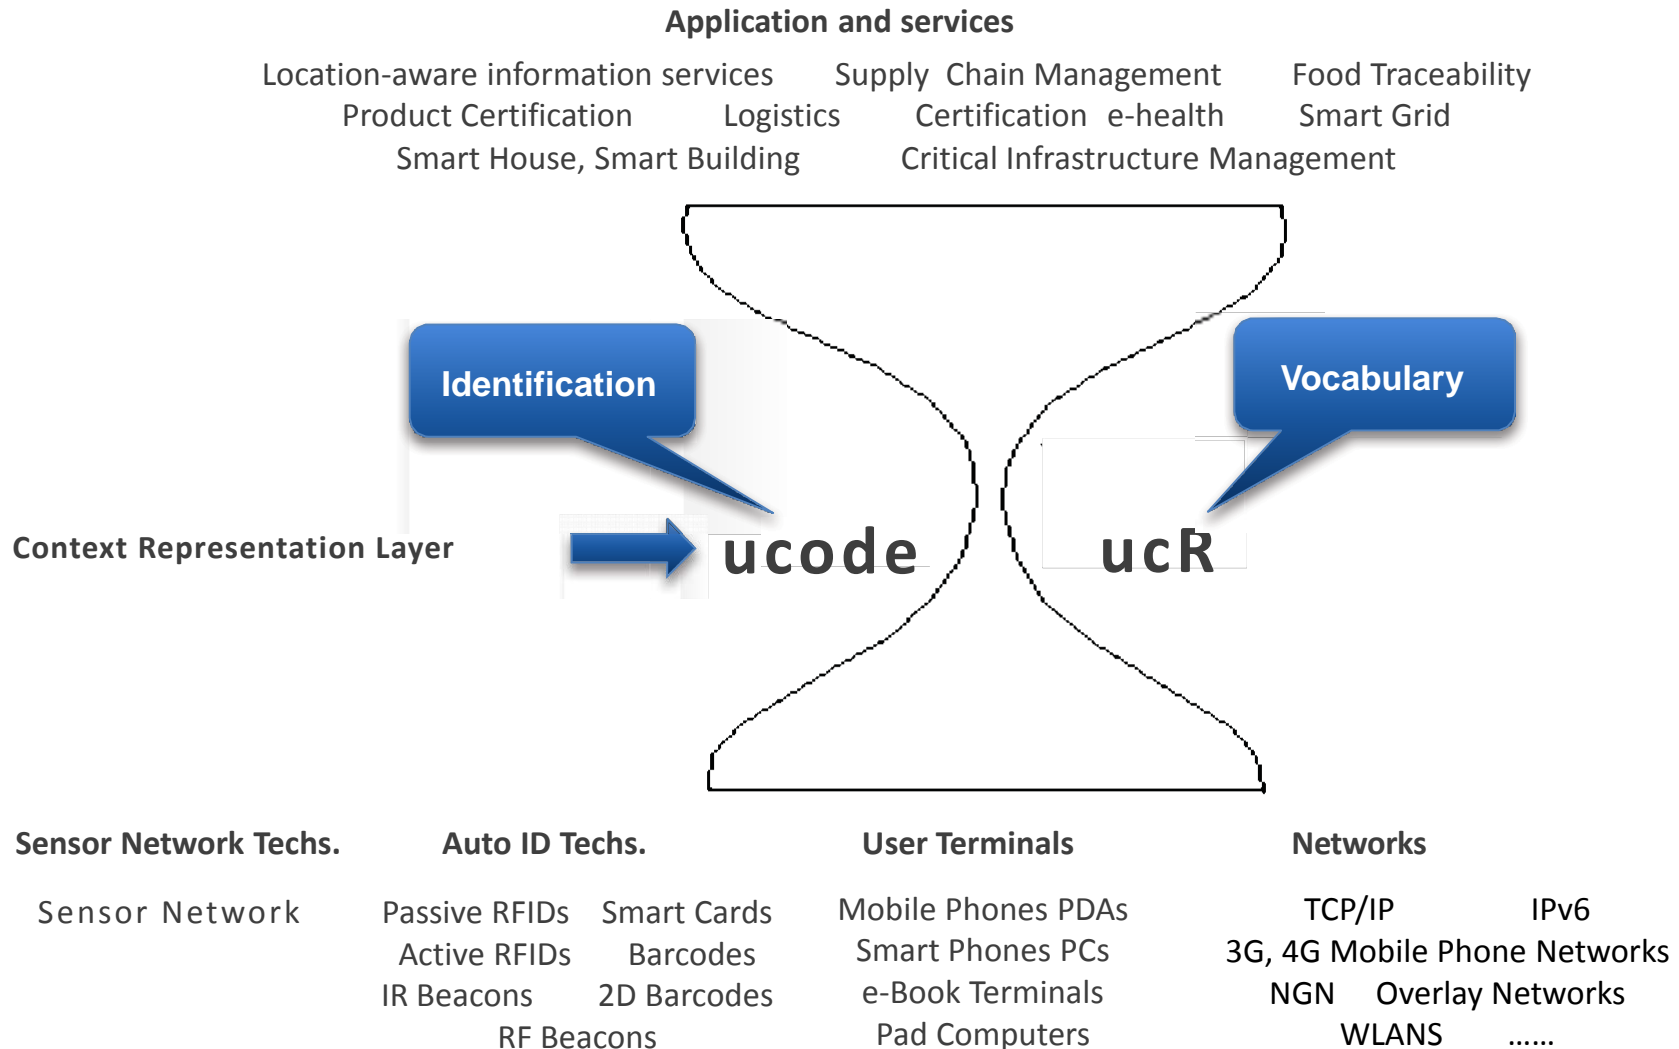 Application and services
Location-aware information services Supply Chain Management Food Traceability
Product Certification Logistics Certification e-health Smart Grid
Smart House, Smart Building Critical Infrastructure Management
Identification
Vocabulary
Context Representation Layer
ucode
ucR
Sensor Network Techs. Auto ID Techs. User Terminals Networks
Sensor Network
Passive RFIDs Smart Cards
Active RFIDs Barcodes
IR Beacons 2D Barcodes
RF Beacons
Mobile Phones PDAs
Smart Phones PCs
e-Book Terminals
Pad Computers
TCP/IP IPv6
3G, 4G Mobile Phone Networks
NGN Overlay Networks
WLANS ......